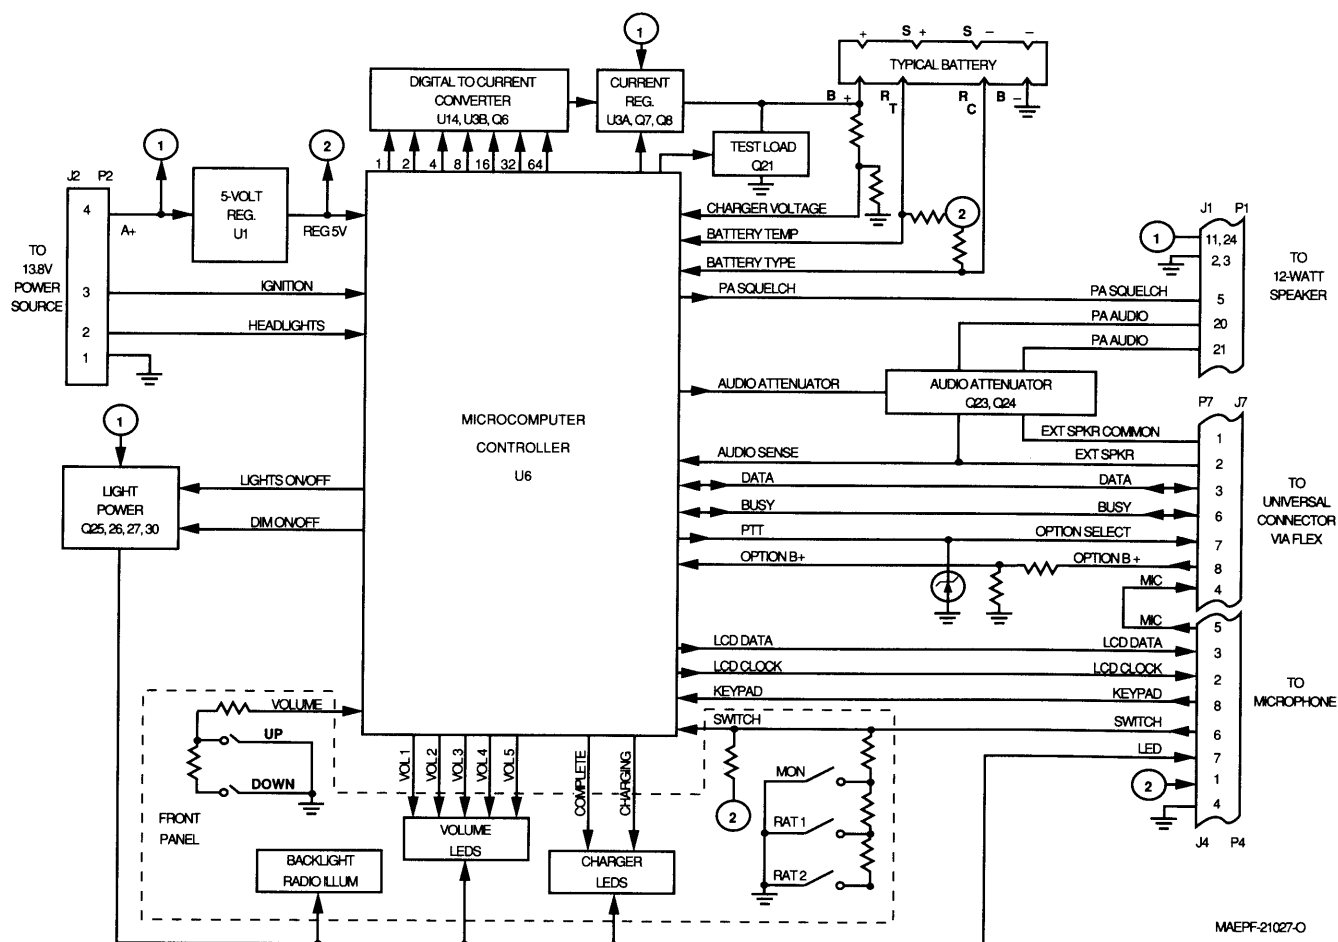 1
+ S + S - -
TYPICAL BATTERY
B + R T R C B -
DIGITAL TO CURRENT
CONVERTER
U14, U3B, Q6
CURRENT
REG.
U3A, Q7, Q8
1 2 4 8 16 32 64
TEST LOAD
Q21
1
2
J2 P2
4
A+
5-VOLT
REG.
U1
REG 5V
TO
13.8V
POWER
SOURCE
3
IGNITION
2
HEADLIGHTS
1
CHARGER VOLTAGE
2
BATTERY TEMP
BATTERY TYPE
PA SQUELCH
PA SQUELCH
J1 P1
1
11, 24
2, 3
5
PA AUDIO
20
PA AUDIO
21
TO
12-WATT
SPEAKER
MICROCOMPUTER
CONTROLLER
U6
AUDIO ATTENUATOR
AUDIO ATTENUATOR
Q23, Q24
P7 J7
EXT SPKR COMMON
1
AUDIO SENSE
EXT SPKR
2
DATA
DATA
3
BUSY
BUSY
6
PTT
OPTION SELECT
7
OPTION B+
OPTION B +
8
MIC
4
TO
UNIVERSAL
CONNECTOR
VIA FLEX
1
LIGHT
POWER
Q25, 26, 27, 30
LIGHTS ON/OFF
DIM ON/OFF
MIC
5
LCD DATA
LCD DATA
3
LCD CLOCK
LCD CLOCK
2
KEYPAD
KEYPAD
8
SWITCH
SWITCH
6
LED
7
2
1
4
J4 P4
TO
MICROPHONE
VOLUME
UP
DOWN
FRONT
PANEL
VOL 1
VOL 2
VOL 3
VOL 4
VOL 5
COMPLETE
CHARGING
VOLUME
LEDS
BACKLIGHT
RADIO ILLUM
CHARGER
LEDS
2
MON
RAT 1
RAT 2
MAEPF-21027-O